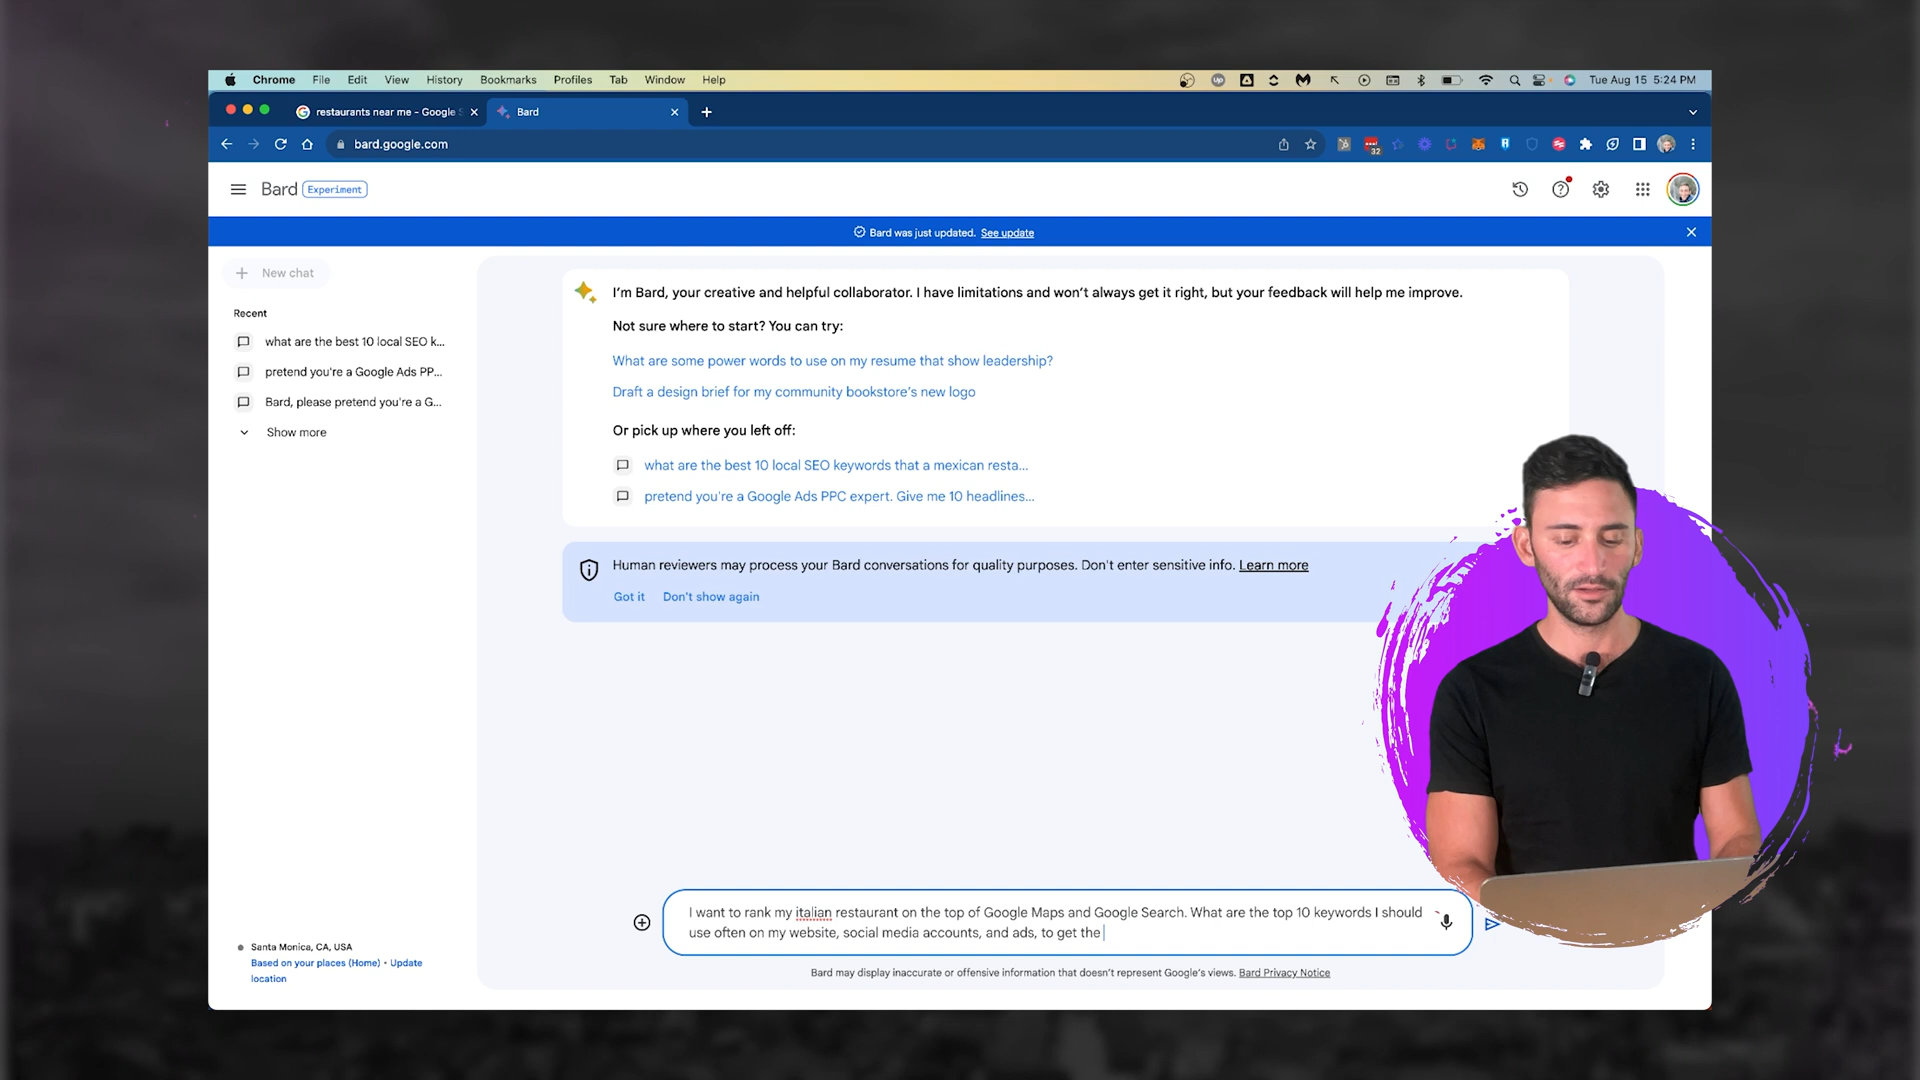 Chrome File Edit View History Bookmarks Profiles Tab Window Help
Tue Aug 15 5:24 PM
restaurants near me - Google S
Bard
bard.google.com
32
Bard Experiment
Bard was just updated. See update
New chat
Recent
what are the best 10 local SEO k...
pretend you're a Google Ads PP...
Bard, please pretend you're a G...
Show more
I'm Bard, your creative and helpful collaborator. I have limitations and won't always get it right, but your feedback will help me improve.
Not sure where to start? You can try:
What are some power words to use on my resume that show leadership?
Draft a design brief for my community bookstore's new logo
Or pick up where you left off:
what are the best 10 local SEO keywords that a mexican resta...
pretend you're a Google Ads PPC expert. Give me 10 headlines...
Human reviewers may process your Bard conversations for quality purposes. Don't enter sensitive info. Learn more
Got it Don't show again
I want to rank my italian restaurant on the top of Google Maps and Google Search. What are the top 10 keywords I should
use often on my website, social media accounts, and ads, to get the
Santa Monica, CA, USA
Based on your places (Home) • Update
location
Bard may display inaccurate or offensive information that doesn't represent Google's views. Bard Privacy Notice